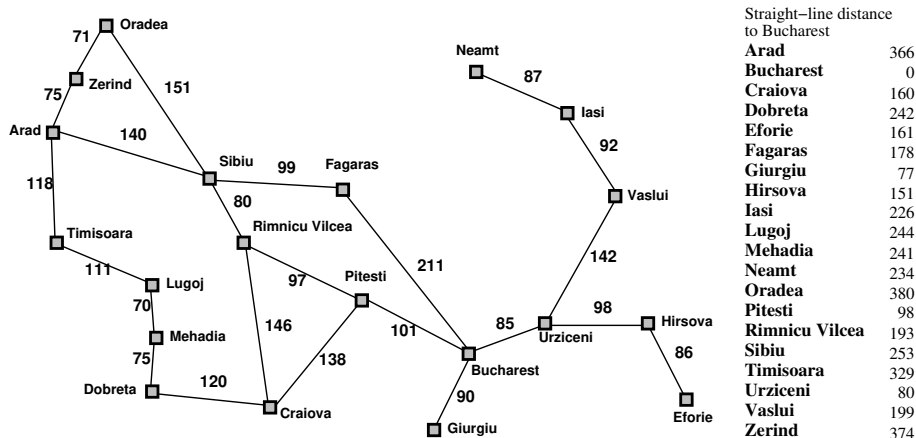 Oradea
71
Zerind
75
151
Arad
140
118
Sibiu
99
Fagaras
80
Rimnicu Vilcea
Timisoara
111
Lugoj
70
97
Pitesti
211
146
101
Mehadia
75
138
Dobreta
120
Craiova
Neamt
87
Iasi
92
Vaslui
142
85
98
Urziceni
Hirsova
86
Bucharest
90
Giurgiu
Eforie
Straight−line distance
to Bucharest
Arad 366
Bucharest 0
Craiova 160
Dobreta 242
Eforie 161
Fagaras 178
Giurgiu 77
Hirsova 151
Iasi 226
Lugoj 244
Mehadia 241
Neamt 234
Oradea 380
Pitesti 98
Rimnicu Vilcea 193
Sibiu 253
Timisoara 329
Urziceni 80
Vaslui 199
Zerind 374